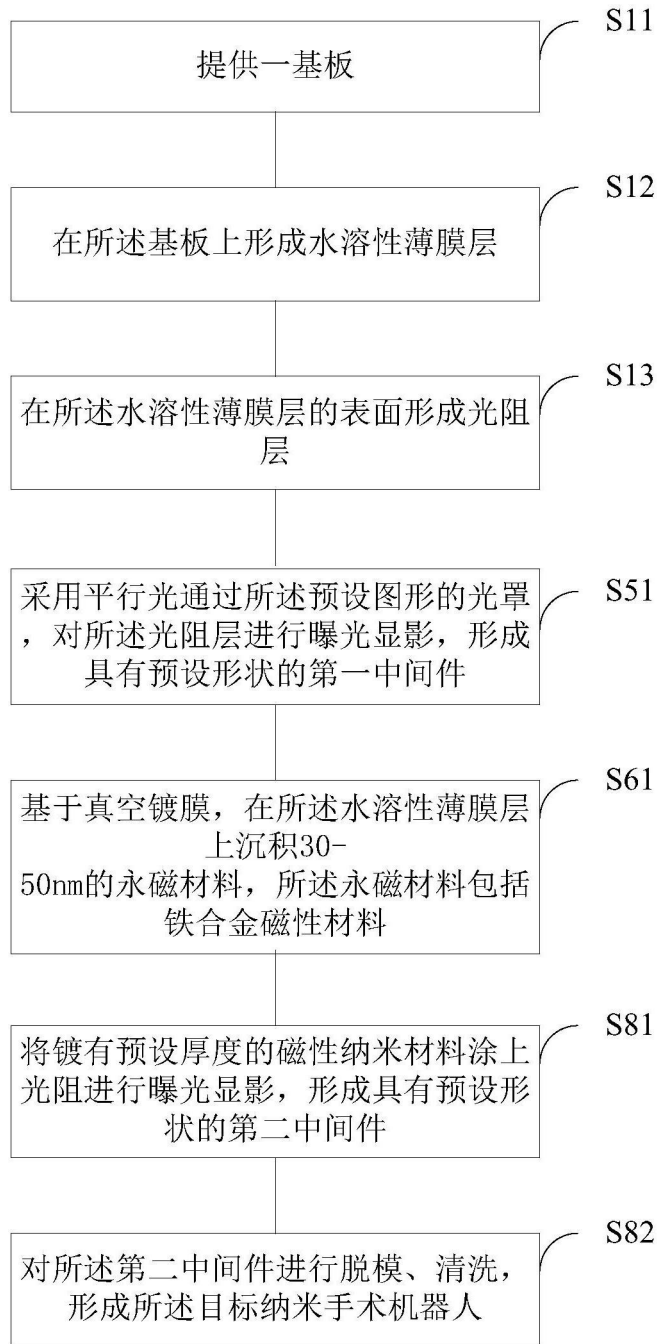 S11
提供一基板
S12
在所述基板上形成水溶性薄膜层
S13
在所述水溶性薄膜层的表面形成光阻
层
S51
采用平行光通过所述预设图形的光罩
，对所述光阻层进行曝光显影，形成
具有预设形状的第一中间件
S61
基于真空镀膜，在所述水溶性薄膜层
上沉积30-
50nm的永磁材料，所述永磁材料包括
铁合金磁性材料
S81
将镀有预设厚度的磁性纳米材料涂上
光阻进行曝光显影，形成具有预设形
状的第二中间件
S82
对所述第二中间件进行脱模、清洗，
形成所述目标纳米手术机器人